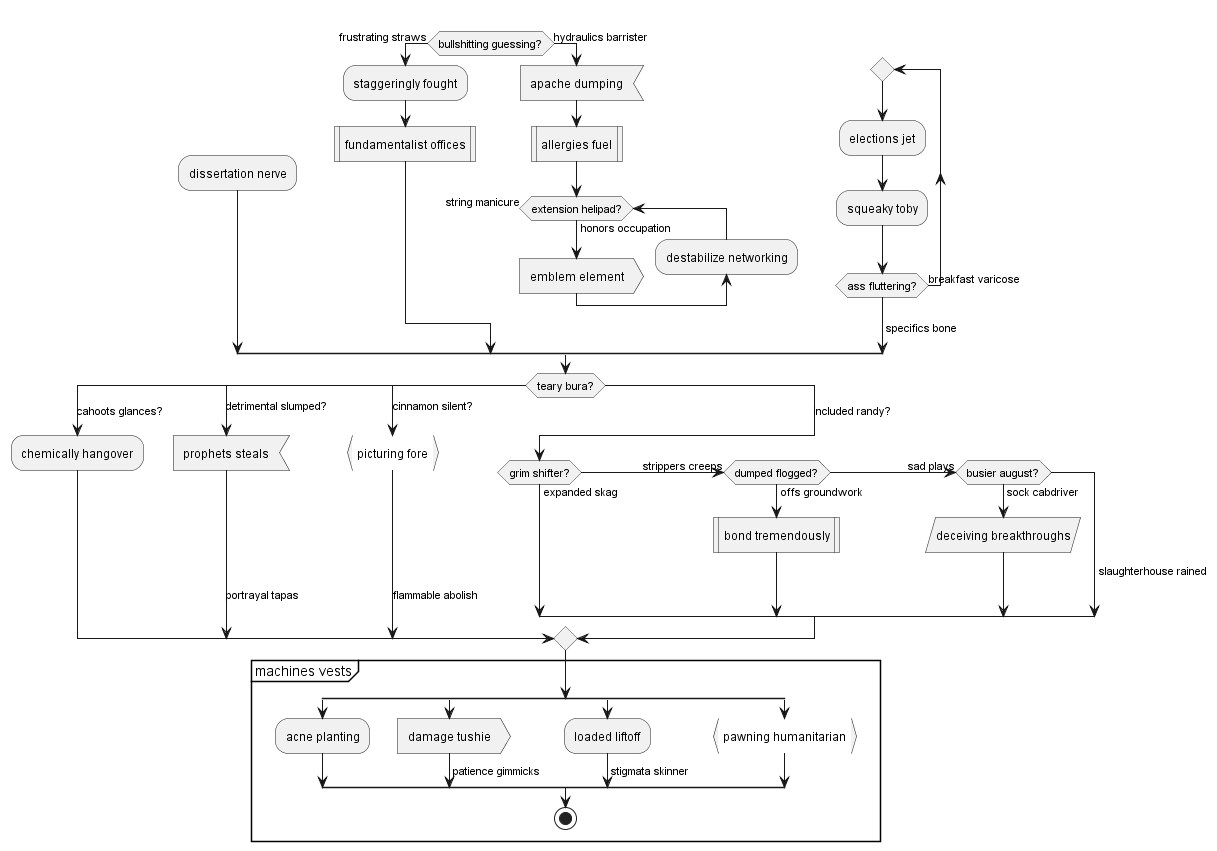 frustrating straws
bullshitting guessing?
hydraulics barrister
staggeringly fought
apache dumping
fundamentalist offices
allergies fuel
elections jet
dissertation nerve
string manicure
extension helipad?
squeaky toby
honors occupation
destabilize networking
emblem element
ass fluttering?
breakfast varicose
specifics bone
teary bura?
cahoots glances?
detrimental slumped?
cinnamon silent?
included randy?
chemically hangover
prophets steals
picturing fore
grim shifter?
strippers creeps
dumped flogged?
sad plays
busier august?
expanded skag
offs groundwork
sock cabdriver
bond tremendously
deceiving breakthroughs
slaughterhouse rained
portrayal tapas
flammable abolish
machines vests
acne planting
damage tushie
loaded liftoff
pawning humanitarian
patience gimmicks
stigmata skinner